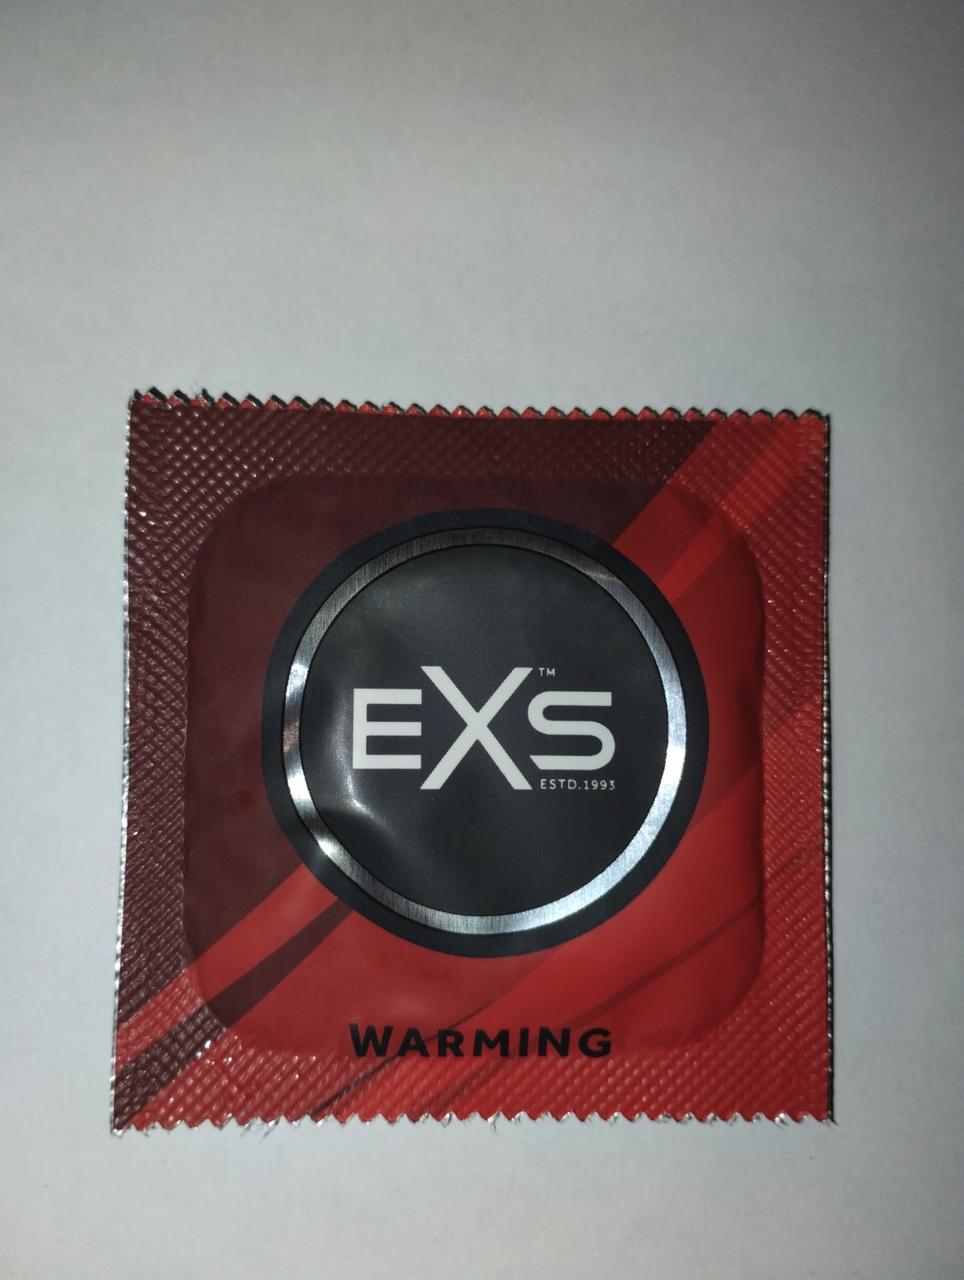 EXS™
ESTD.1993
WARMING